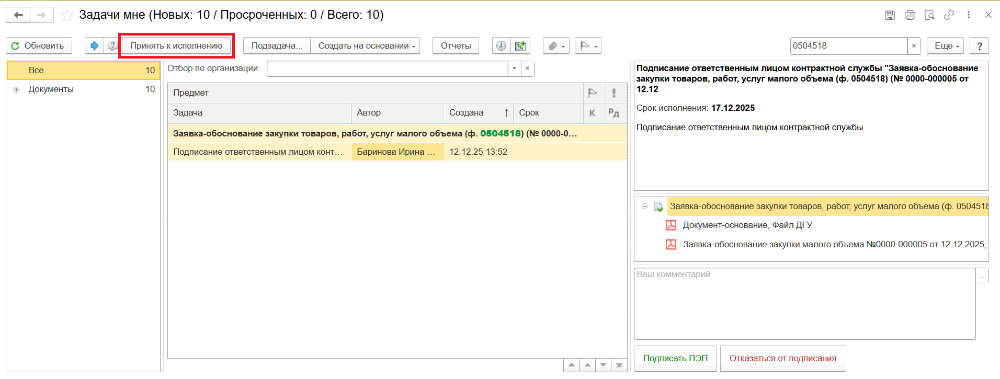 Задачи мне (Новых: 10 / Просроченных: 0 / Всего: 10)
Обновить
Принять к исполнению
Подзадача...
Создать на основании
Отчеты
0504518
Еще
?
Все 10
Документы 10
Отбор по организации:
Предмет
Задача Автор Создана ↑ Срок К Рд
Заявка-обоснование закупки товаров, работ, услуг малого объема (ф. 0504518) (№ 0000-0...
Подписание ответственным лицом конт... Баринова Ирина ... 12.12.25 13:52
Подписание ответственным лицом контрактной службы "Заявка-обоснование
закупки товаров, работ, услуг малого объема (ф. 0504518) (№ 0000-000005 от
12.12
Срок исполнения: 17.12.2025
Подписание ответственным лицом контрактной службы
Заявка-обоснование закупки товаров, работ, услуг малого объема (ф. 0504518
Документ-основание, Файл ДГУ
Заявка-обоснование закупки малого объема №0000-000005 от 12.12.2025,
Ваш комментарий
...
Подписать ПЭП
Отказаться от подписания